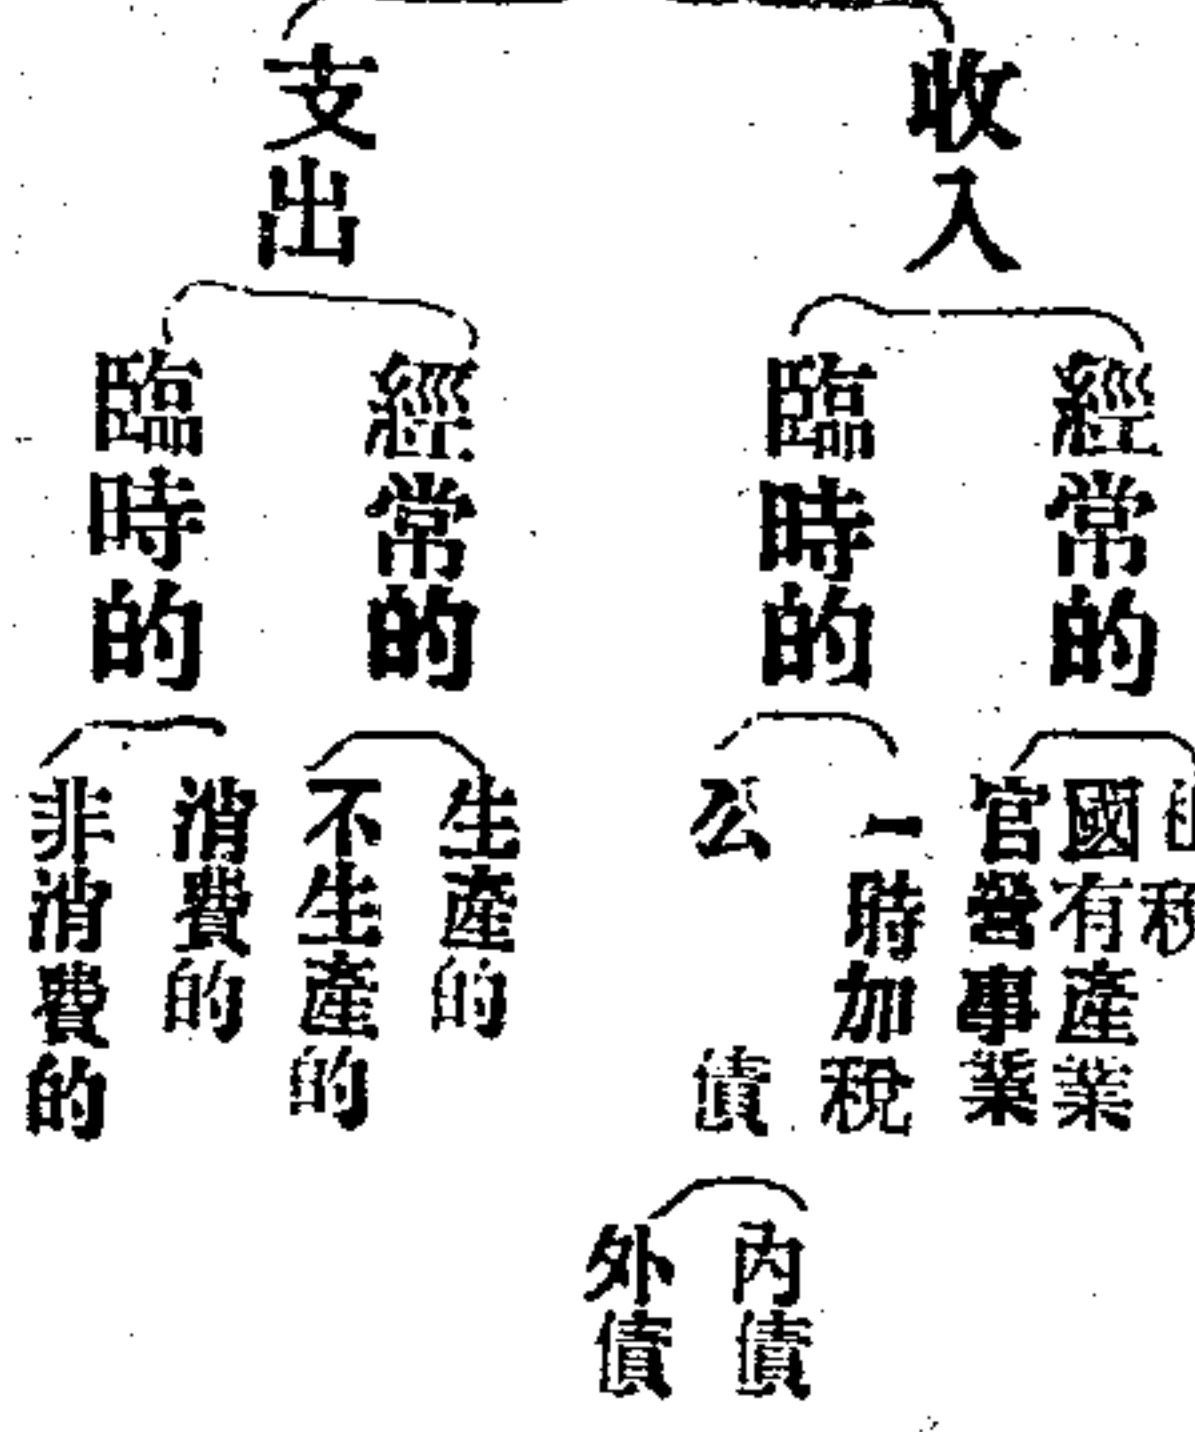 收入
經常的
稅
國有產業
官營事業
臨時的
一時加稅
公債
內債
外債
支出
經常的
生產的
不生產的
臨時的
消費的
非消費的